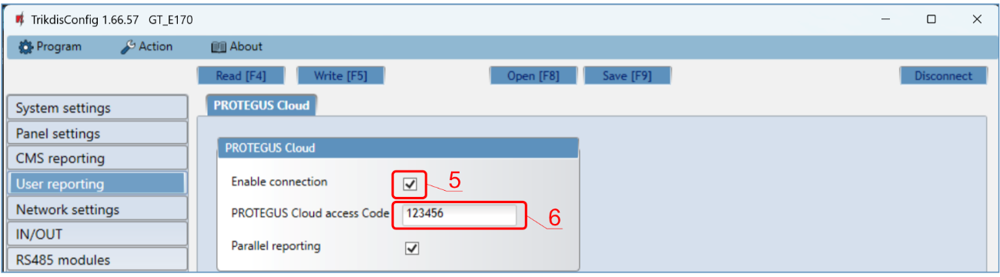 TrikdisConfig 1.66.57 GT_E170
Program Action About
Read [F4] Write [F5] Open [F8] Save [F9] Disconnect
System settings
Panel settings
CMS reporting
User reporting
Network settings
IN/OUT
RS485 modules
PROTEGUS Cloud
PROTEGUS Cloud
Enable connection 5
PROTEGUS Cloud access Code 123456 6
Parallel reporting